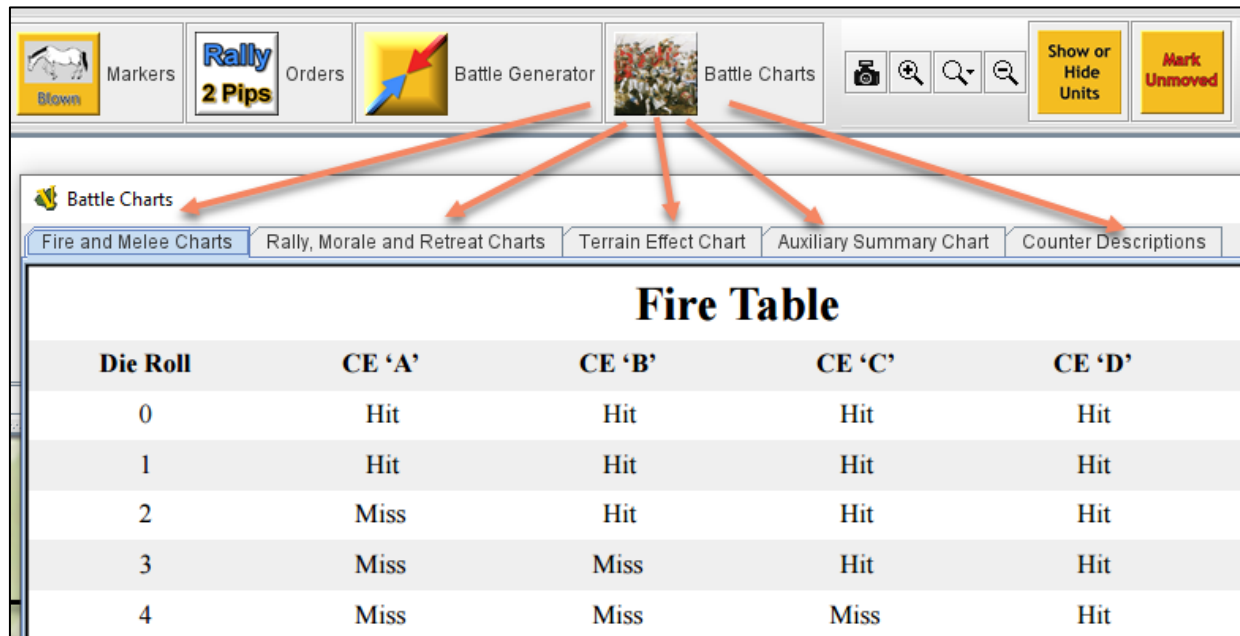 Blown
Markers
Rally
2 Pips
Orders
Battle Generator
Battle Charts
Show or
Hide
Units
Mark
Unmoved
Battle Charts
Fire and Melee Charts Rally, Morale and Retreat Charts Terrain Effect Chart Auxiliary Summary Chart Counter Descriptions
Fire Table
Die Roll CE ‘A’ CE ‘B’ CE ‘C’ CE ‘D’
0 Hit Hit Hit Hit
1 Hit Hit Hit Hit
2 Miss Hit Hit Hit
3 Miss Miss Hit Hit
4 Miss Miss Miss Hit